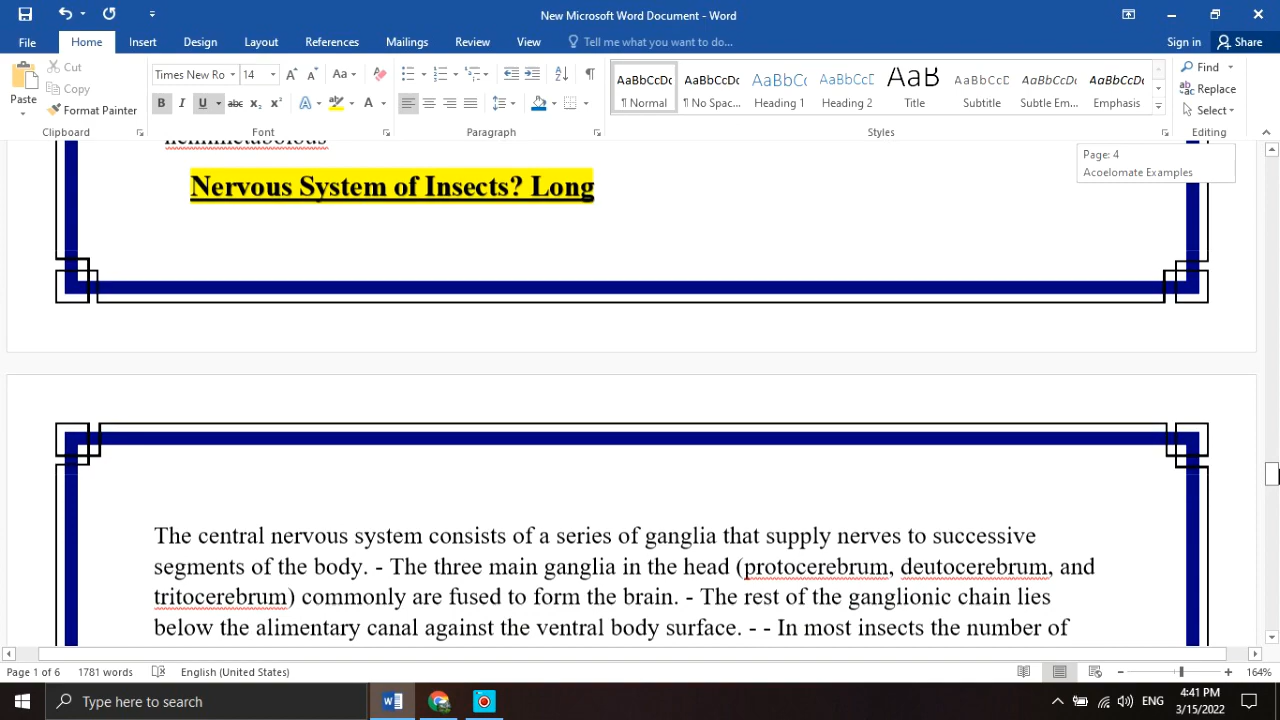 New Microsoft Word Document - Word
File Home Insert Design Layout References Mailings Review View Tell me what you want to do... Sign in Share
Paste
Cut
Copy
Format Painter
Clipboard
Times New Ro 14
Font
Paragraph
AaBbCcDc AaBbCcDc AaBbCc AaBbCcC AaB AaBbCcD AaBbCcDc AaBbCcDc
¶ Normal ¶ No Spac... Heading 1 Heading 2 Title Subtitle Subtle Em... Emphasis
Styles
Find
Replace
Select
Editing
Page: 4
Acoelomate Examples
hemimetabolous
Nervous System of Insects? Long
The central nervous system consists of a series of ganglia that supply nerves to successive
segments of the body. - The three main ganglia in the head (protocerebrum, deutocerebrum, and
tritocerebrum) commonly are fused to form the brain. - The rest of the ganglionic chain lies
below the alimentary canal against the ventral body surface. - - In most insects the number of
Page 1 of 6 1781 words English (United States) 164%
Type here to search
ENG
4:41 PM
3/15/2022